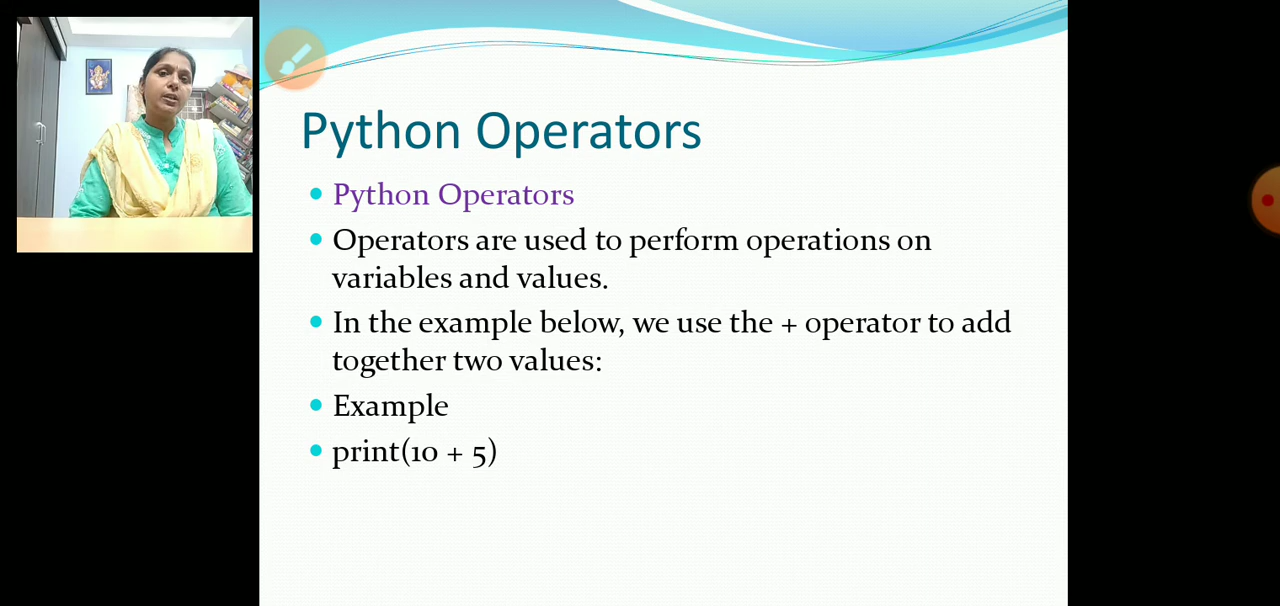 Python Operators
Python Operators
Operators are used to perform operations on
variables and values.
In the example below, we use the + operator to add
together two values:
Example
print(10 + 5)